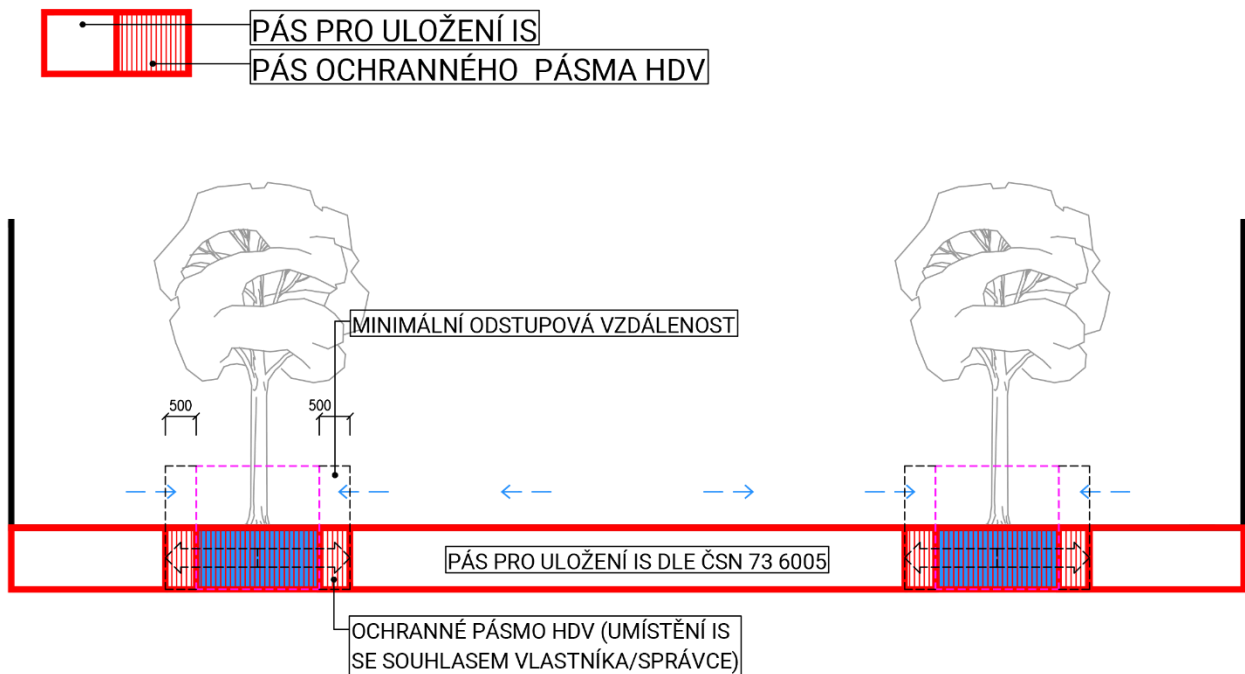 PÁS PRO ULOŽENÍ IS
PÁS OCHRANNÉHO PÁSMA HDV
MINIMÁLNÍ ODSTUPOVÁ VZDÁLENOST
500
500
PÁS PRO ULOŽENÍ IS DLE ČSN 73 6005
OCHRANNÉ PÁSMO HDV (UMÍSTĚNÍ IS
SE SOUHLASEM VLASTNÍKA/SPRÁVCE)